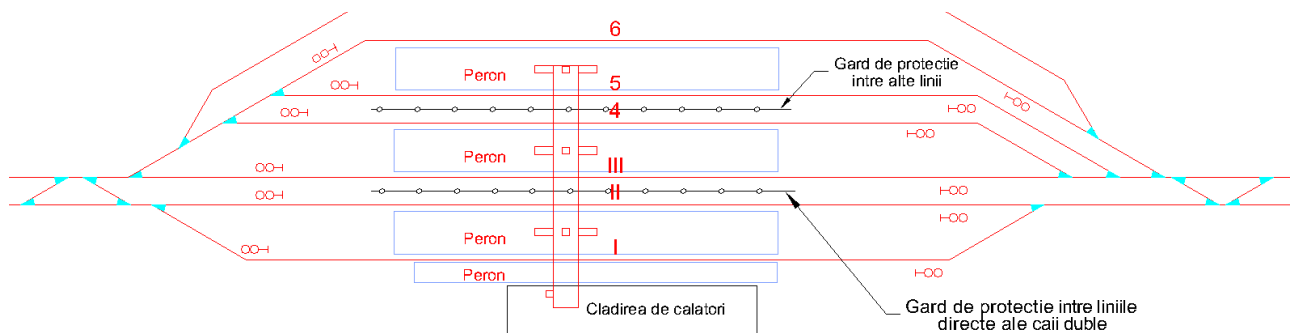 6
Peron
5
Gard de protectie
intre alte linii
4
Peron
III
II
Peron
I
Peron
Cladirea de calatori
Gard de protectie intre liniile
directe ale caii duble